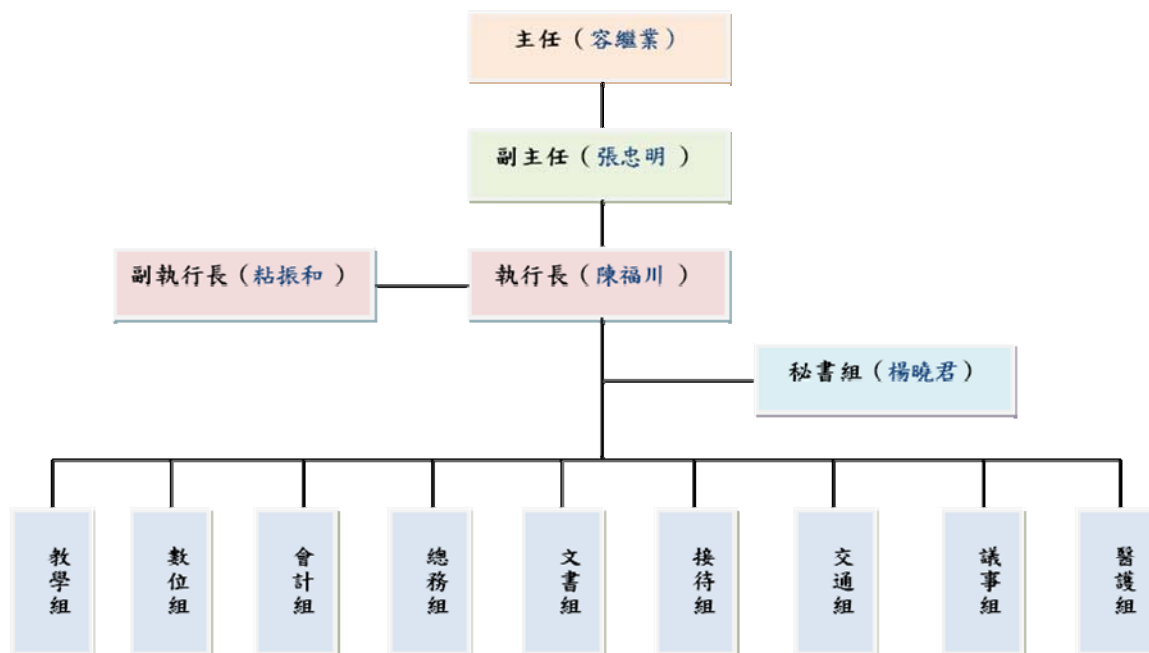 主任（容繼業）
副主任（張忠明 ）
副執行長（粘振和 ）
執行長（陳福川 ）
秘書組（楊曉君）
教學組
數位組
會計組
總務組
文書組
接待組
交通組
議事組
醫護組